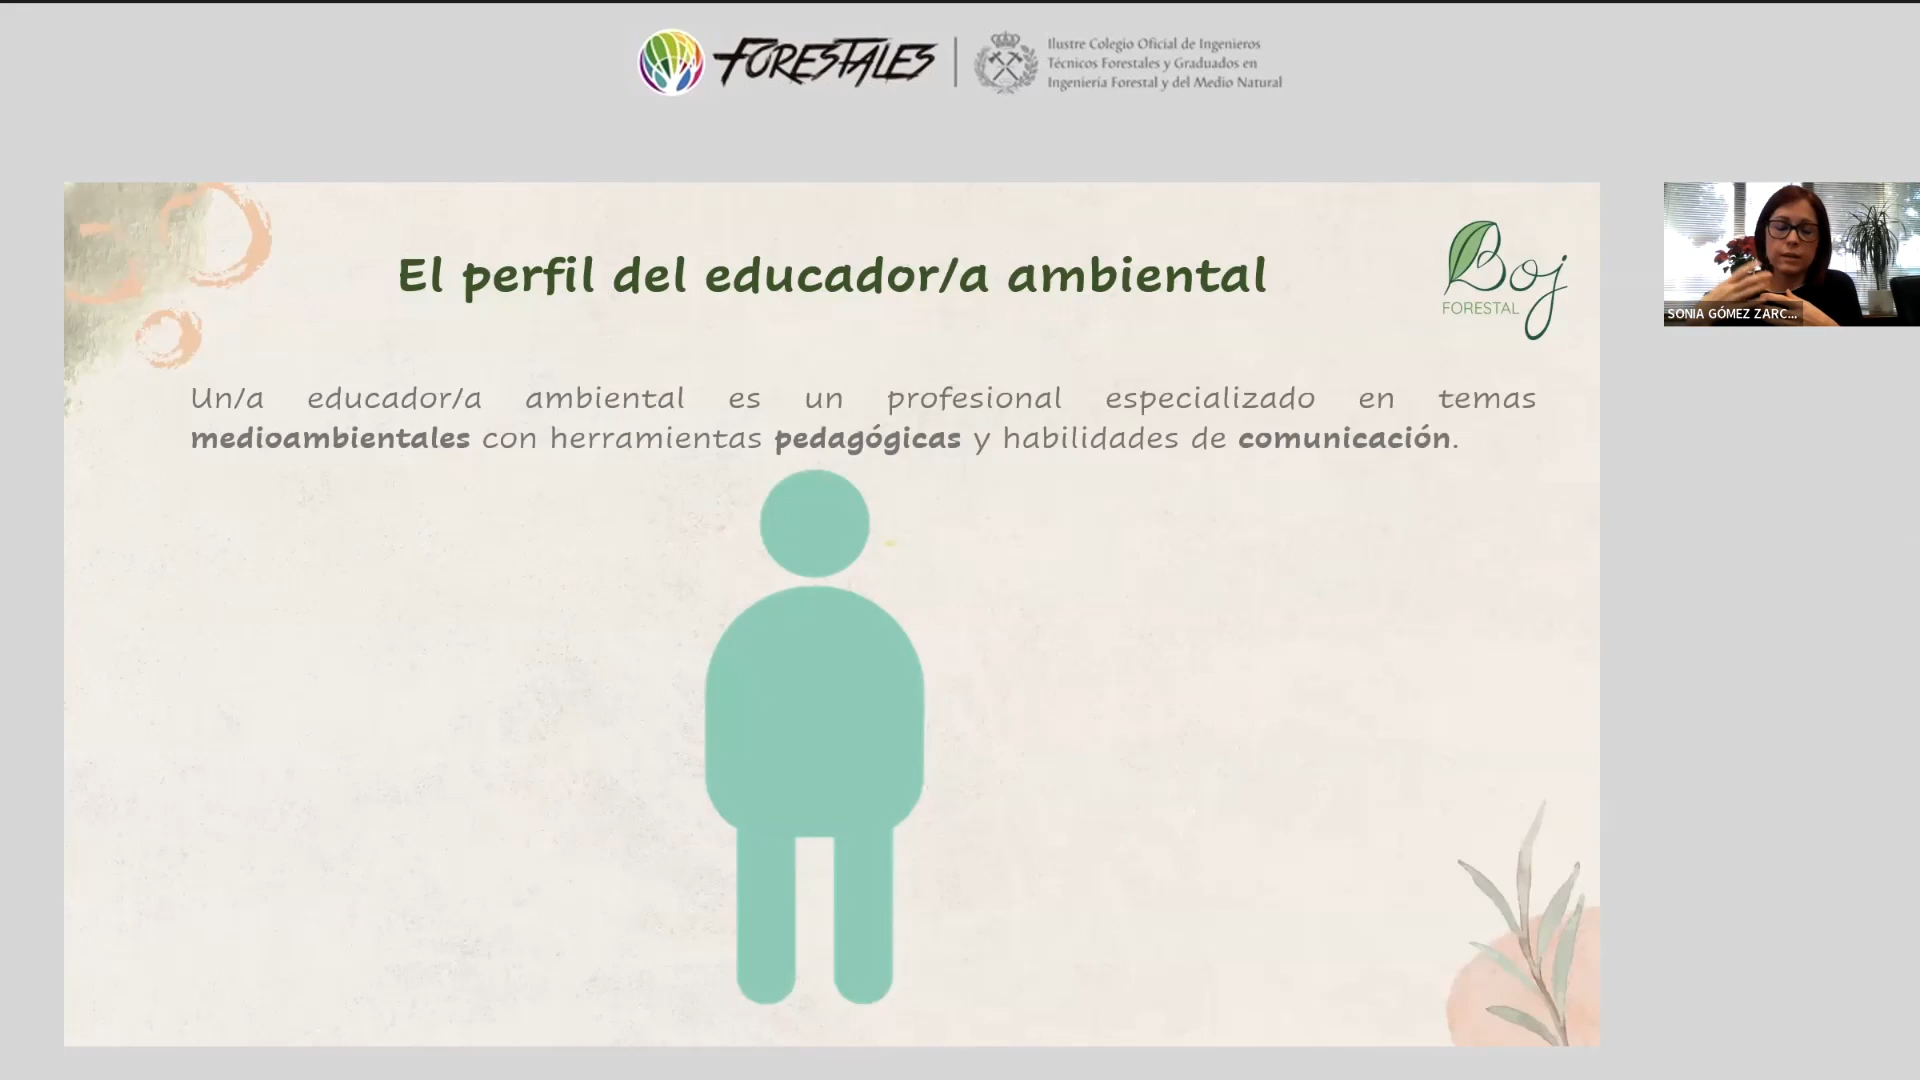 FORESTALES
Ilustre Colegio Oficial de Ingenieros
Técnicos Forestales y Graduados en
Ingeniería Forestal y del Medio Natural
El perfil del educador/a ambiental
Boj
FORESTAL
SONIA GÓMEZ ZARC...
Un/a educador/a ambiental es un profesional especializado en temas
medioambientales con herramientas pedagógicas y habilidades de comunicación.